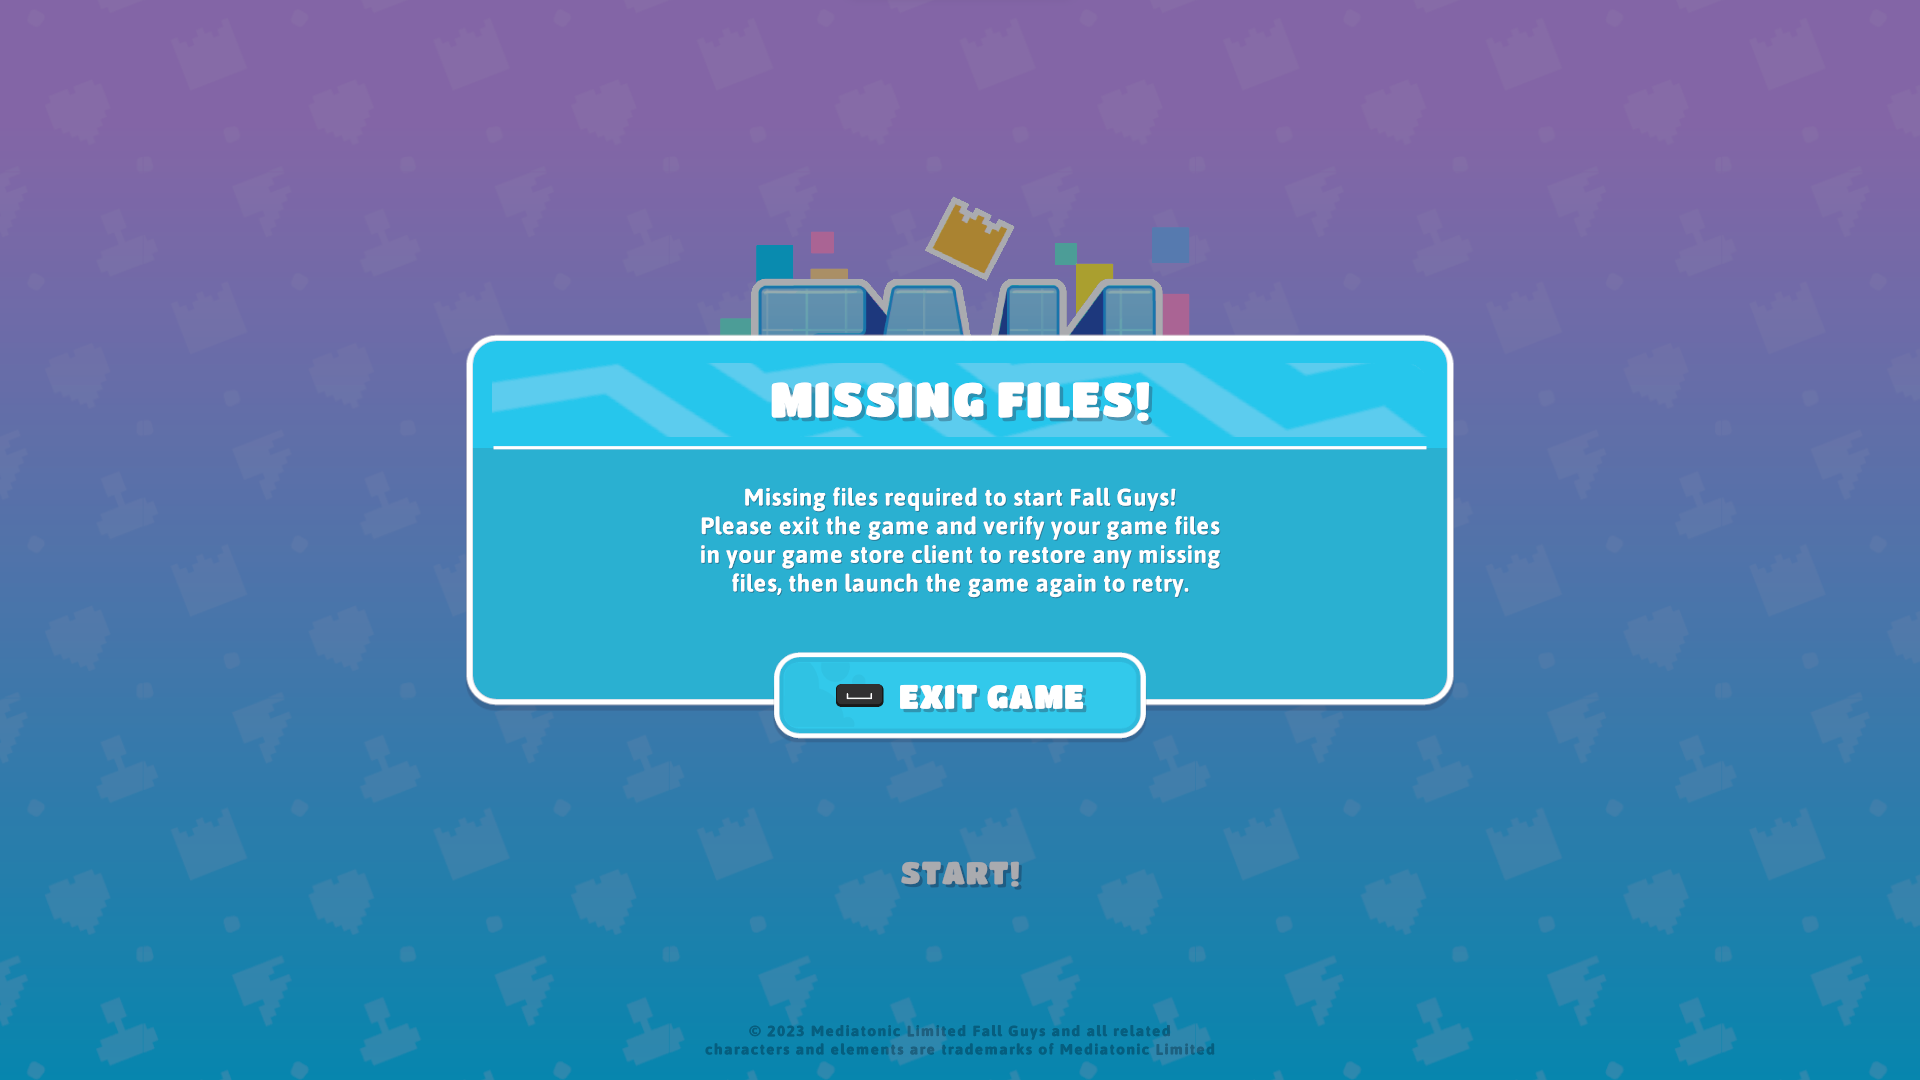 MISSING FILES!
Missing files required to start Fall Guys!
Please exit the game and verify your game files
in your game store client to restore any missing
files, then launch the game again to retry.
EXIT GAME
START!
© 2023 Mediatonic Limited Fall Guys and all related
characters and elements are trademarks of Mediatonic Limited